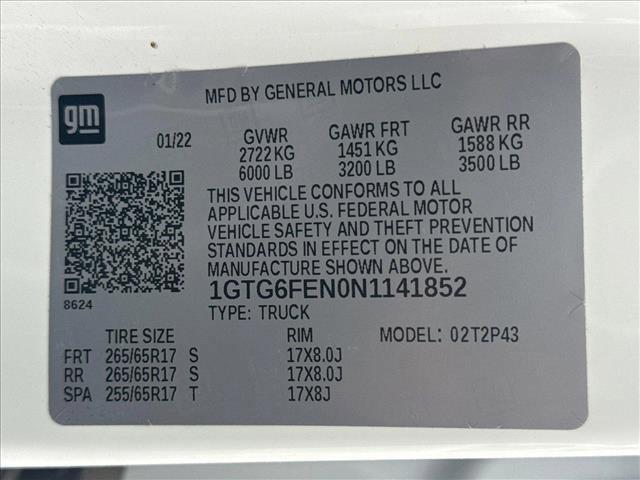 gm
MFD BY GENERAL MOTORS LLC
01/22 GVWR GAWR FRT GAWR RR
2722 KG 1451 KG 1588 KG
6000 LB 3200 LB 3500 LB
THIS VEHICLE CONFORMS TO ALL
APPLICABLE U.S. FEDERAL MOTOR
VEHICLE SAFETY AND THEFT PREVENTION
STANDARDS IN EFFECT ON THE DATE OF
MANUFACTURE SHOWN ABOVE.
8624
1GTG6FEN0N1141852
TYPE: TRUCK
TIRE SIZE RIM MODEL: 02T2P43
FRT 265/65R17 S 17X8.0J
RR 265/65R17 S 17X8.0J
SPA 255/65R17 T 17X8J